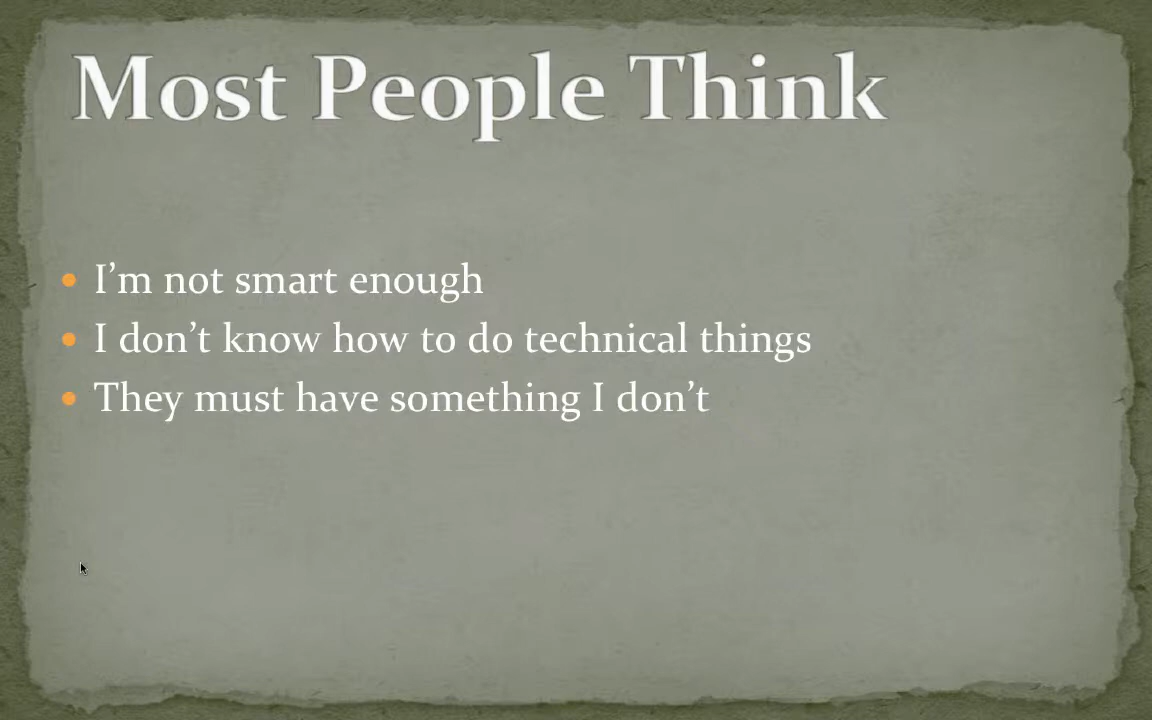 Most People Think
• I’m not smart enough
• I don’t know how to do technical things
• They must have something I don’t